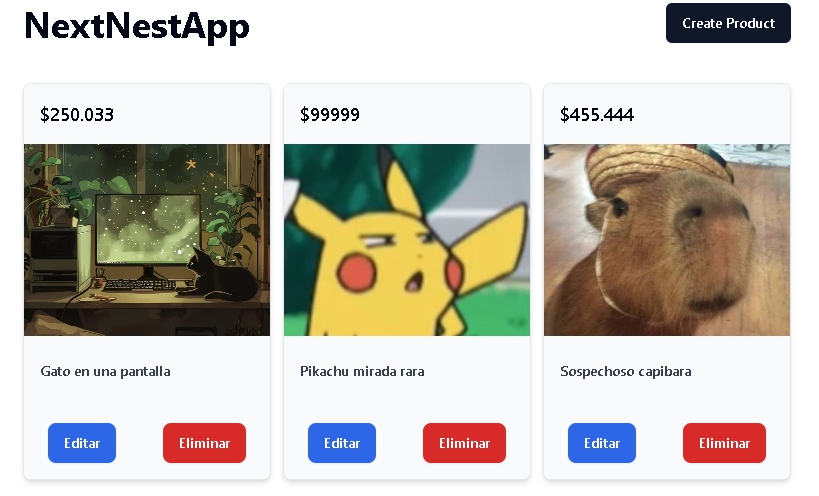 NextNestApp
Create Product
$250.033
$99999
$455.444
Gato en una pantalla
Pikachu mirada rara
Sospechoso capibara
Editar
Eliminar
Editar
Eliminar
Editar
Eliminar